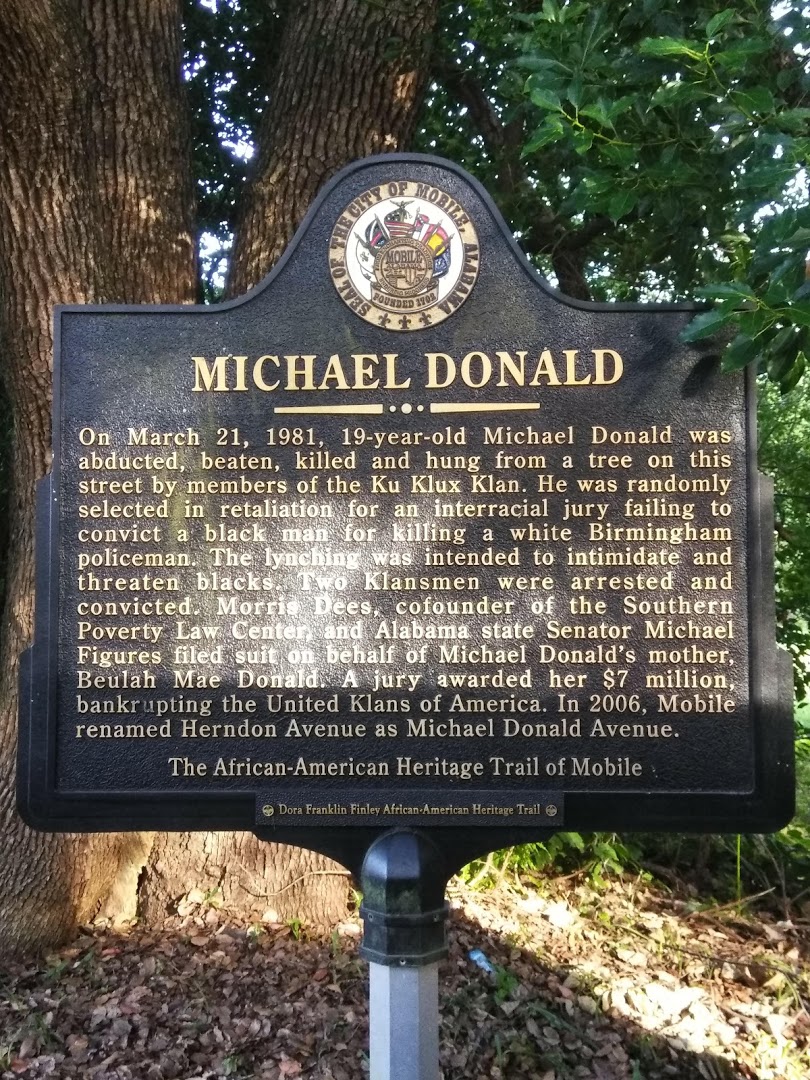 SEAL OF THE CITY OF MOBILE, ALABAMA
MOBILE
FOUNDED 1702
MICHAEL DONALD
On March 21, 1981, 19-year-old Michael Donald was
abducted, beaten, killed and hung from a tree on this
street by members of the Ku Klux Klan. He was randomly
selected in retaliation for an interracial jury failing to
convict a black man for killing a white Birmingham
policeman. The lynching was intended to intimidate and
threaten blacks. Two Klansmen were arrested and
convicted. Morris Dees, cofounder of the Southern
Poverty Law Center, and Alabama state Senator Michael
Figures filed suit on behalf of Michael Donald's mother,
Beulah Mae Donald. A jury awarded her $7 million,
bankrupting the United Klans of America. In 2006, Mobile
renamed Herndon Avenue as Michael Donald Avenue.
The African-American Heritage Trail of Mobile
Dora Franklin Finley African-American Heritage Trail